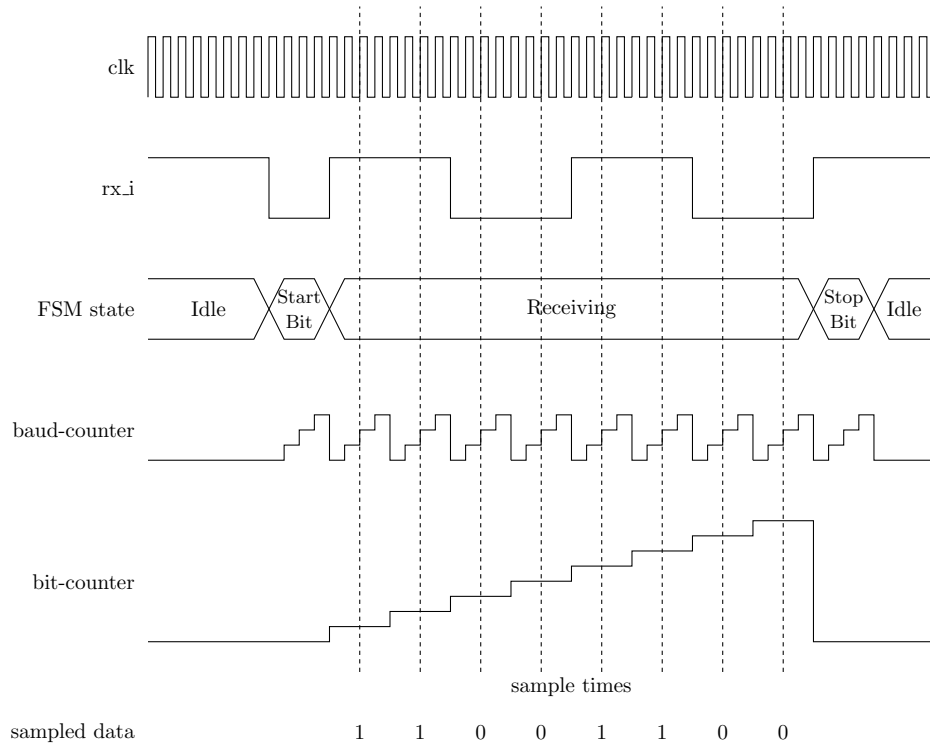 clk
rx_i
FSM state
Idle
Start
Bit
Receiving
Stop
Bit
Idle
baud-counter
bit-counter
sample times
sampled data 1 1 0 0 1 1 0 0